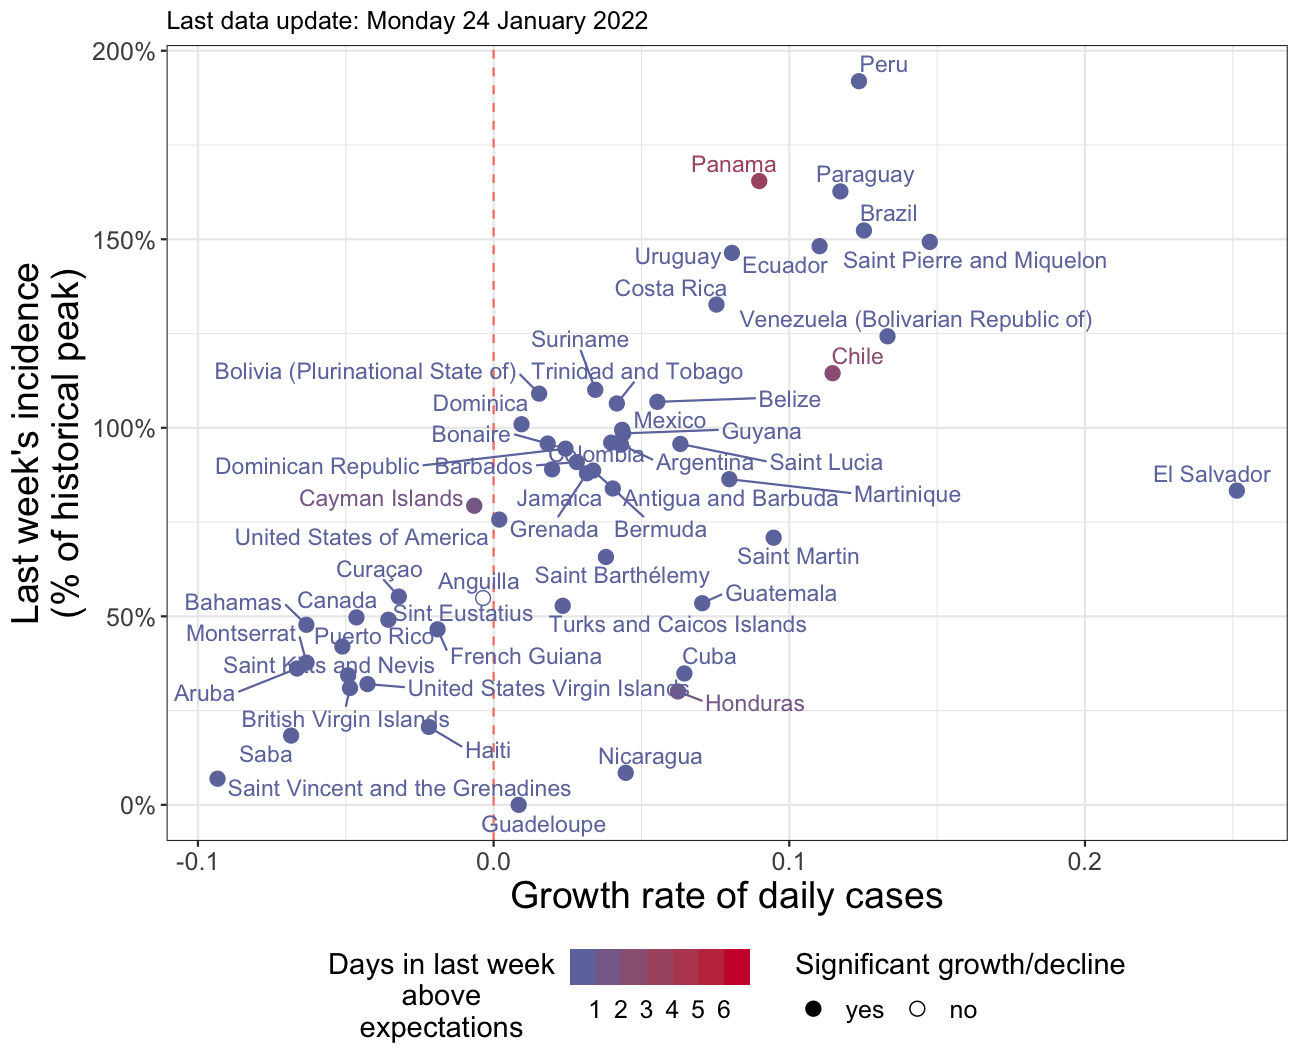 Last data update: Monday 24 January 2022
200%
150%
100%
50%
0%
Last week's incidence
(% of historical peak)
Peru
Panama
Paraguay
Brazil
Uruguay
Ecuador
Saint Pierre and Miquelon
Costa Rica
Venezuela (Bolivarian Republic of)
Suriname
Chile
Bolivia (Plurinational State of)
Trinidad and Tobago
Dominica
Belize
Mexico
Bonaire
Guyana
Colombia
Dominican Republic
Barbados
Argentina
Saint Lucia
El Salvador
Cayman Islands
Jamaica
Antigua and Barbuda
Martinique
Grenada
Bermuda
United States of America
Saint Martin
Curaçao
Anguilla
Saint Barthélemy
Bahamas
Canada
Guatemala
Sint Eustatius
Turks and Caicos Islands
Montserrat
Puerto Rico
French Guiana
Cuba
Saint Kitts and Nevis
Aruba
United States Virgin Islands
Honduras
British Virgin Islands
Saba
Haiti
Nicaragua
Saint Vincent and the Grenadines
Guadeloupe
-0.1
0.0
0.1
0.2
Growth rate of daily cases
Days in last week
above
expectations
1 2 3 4 5 6
Significant growth/decline
yes
no